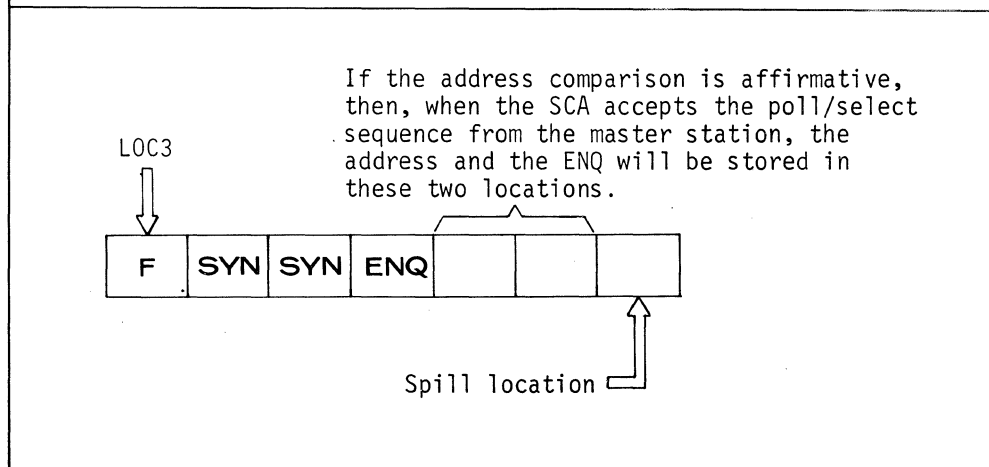 If the address comparison is affirmative,
then, when the SCA accepts the poll/select
sequence from the master station, the
address and the ENQ will be stored in
these two locations.
LOC3
F SYN SYN ENQ
Spill location